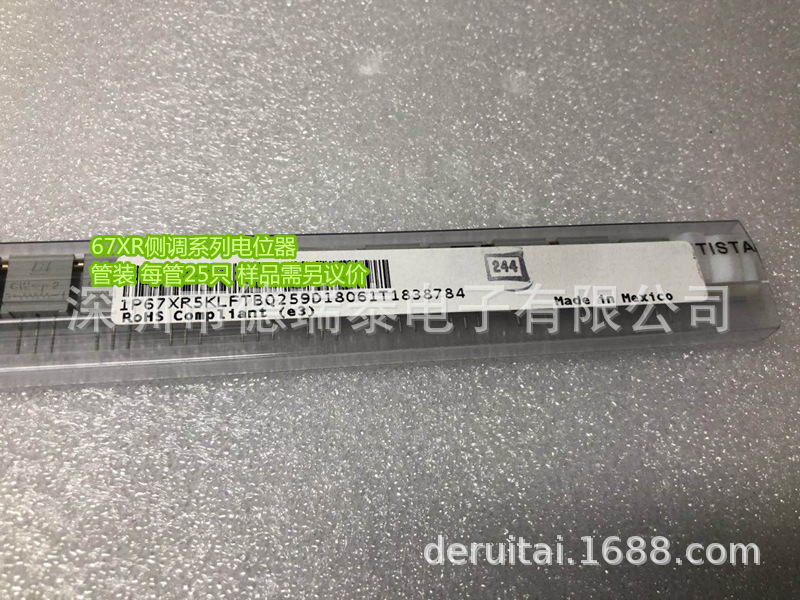 67XR侧调系列电位器
管装 每管25只 样品需另议价
244
TISTA
1P67XR5KLFTBQ259D18061T1838784
RoHS Compliant (e3)
Made in Mexico
深圳市德瑞泰电子有限公司
deruitai.1688.com